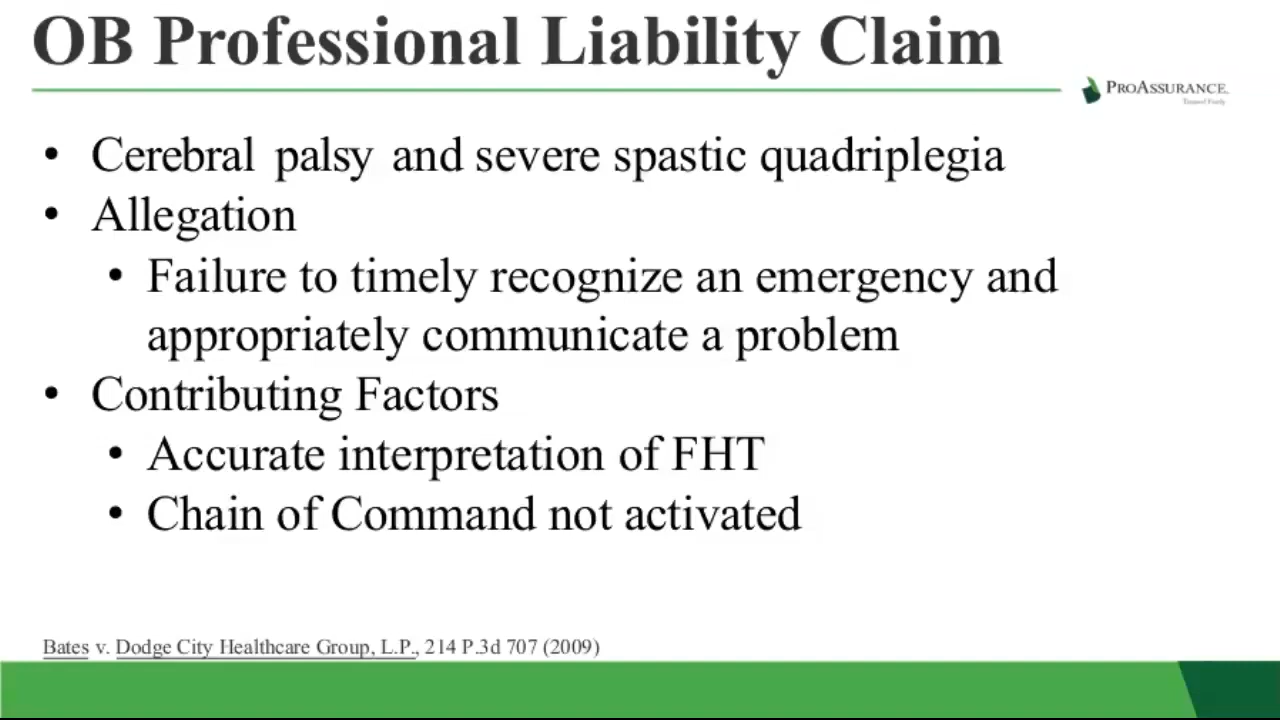 OB Professional Liability Claim
PROASSURANCE.
Treated Fairly
• Cerebral palsy and severe spastic quadriplegia
• Allegation
• Failure to timely recognize an emergency and
appropriately communicate a problem
• Contributing Factors
• Accurate interpretation of FHT
• Chain of Command not activated
Bates v. Dodge City Healthcare Group, L.P., 214 P.3d 707 (2009)